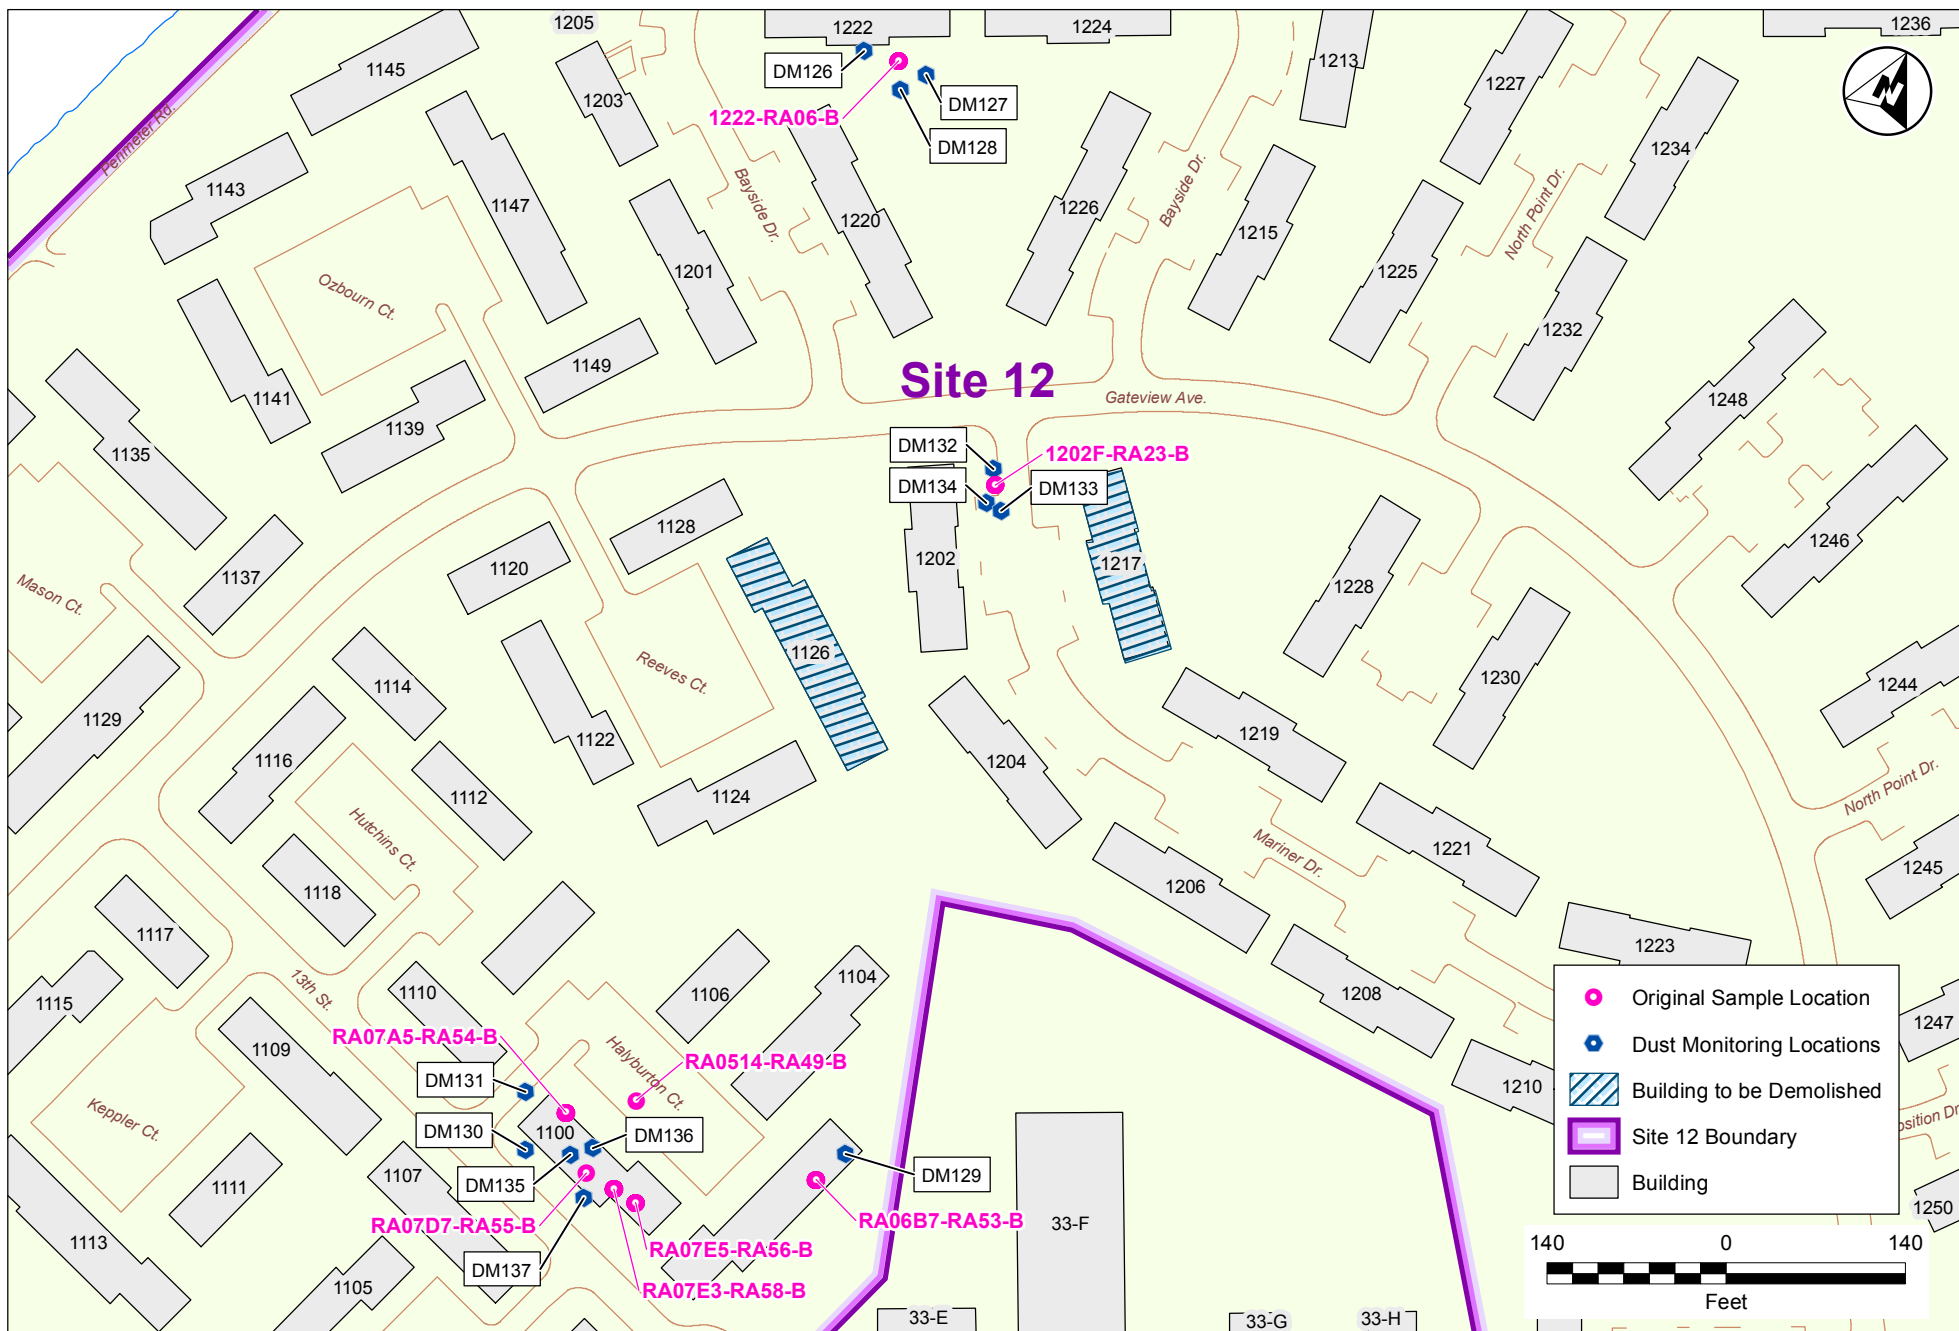 1205
1222
1224
1236
1145
DM126
1213
1227
N
1203
DM127
1222-RA06-B
DM128
Perimeter Rd.
1143
1147
Bayside Dr.
1220
1226
Bayside Dr.
1215
North Point Dr.
1234
1201
1225
Ozbourn Ct.
1232
1149
Site 12
Gateview Ave.
1248
1141
1139
1135
DM132
1202F-RA23-B
DM134
DM133
1128
1246
1137
1120
1202
1217
1228
Mason Ct.
1126
Reeves Ct.
1114
1230
1244
1129
1122
1219
1116
1204
1112
1124
North Point Dr.
Hutchins Ct.
Mariner Dr.
1221
1245
1118
1206
1117
1223
13th St.
1110
1106
1104
1208
1115
Original Sample Location
1247
RA07A5-RA54-B
1109
Halyburton Ct.
RA0514-RA49-B
Dust Monitoring Locations
DM131
1210
Building to be Demolished
Keppler Ct.
DM130
1100
DM136
osition Dr
Site 12 Boundary
1107
DM135
DM129
Building
1111
RA07D7-RA55-B
RA06B7-RA53-B
33-F
1250
1113
RA07E5-RA56-B
140 0 140
DM137
RA07E3-RA58-B
1105
Feet
33-E
33-G
33-H